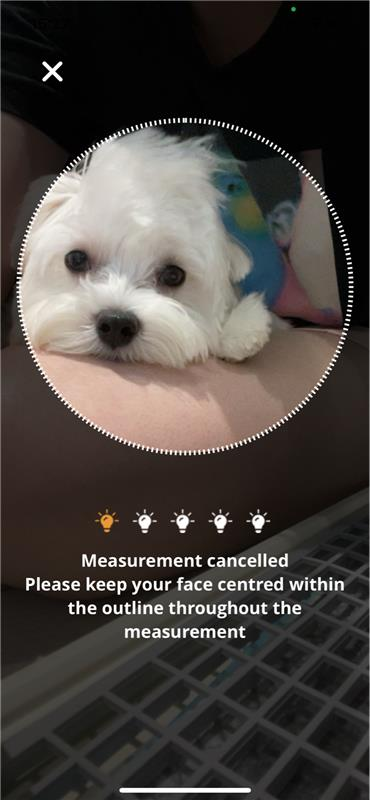 Measurement cancelled
Please keep your face centred within
the outline throughout the
measurement